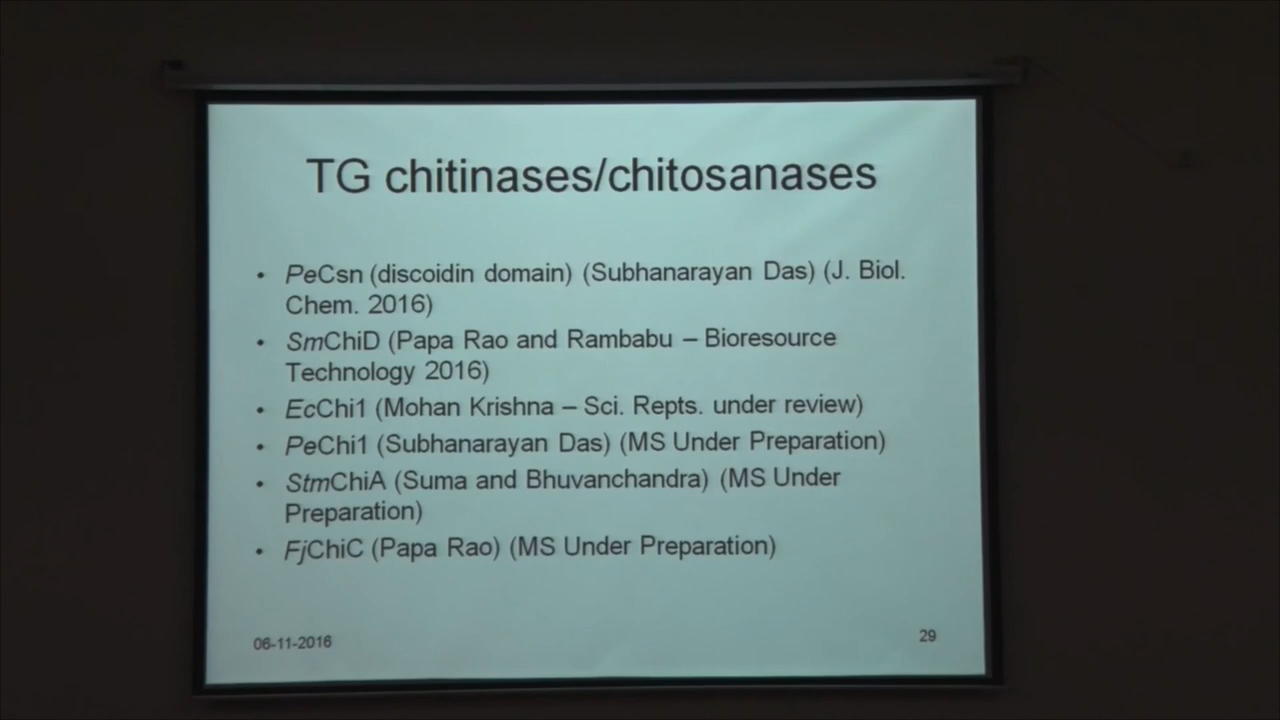 TG chitinases/chitosanases
• PeCsn (discoidin domain) (Subhanarayan Das) (J. Biol.
Chem. 2016)
• SmChiD (Papa Rao and Rambabu – Bioresource
Technology 2016)
• EcChi1 (Mohan Krishna – Sci. Repts. under review)
• PeChi1 (Subhanarayan Das) (MS Under Preparation)
• StmChiA (Suma and Bhuvanchandra) (MS Under
Preparation)
• FjChiC (Papa Rao) (MS Under Preparation)
06-11-2016
29